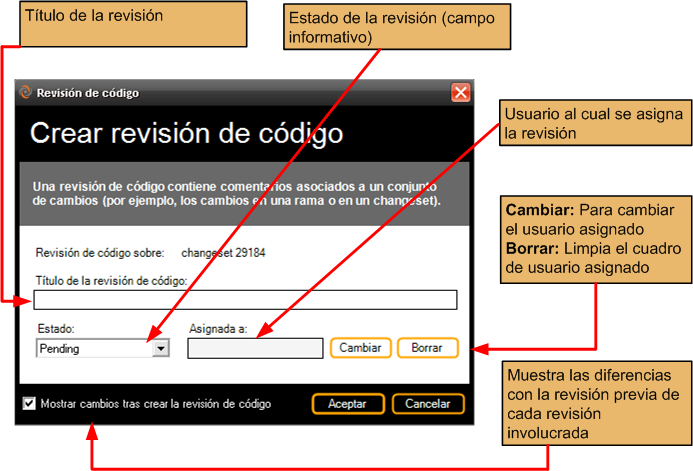 Título de la revisión
Estado de la revisión (campo
informativo)
Revisión de código
Crear revisión de código
Usuario al cual se asigna
la revisión
Una revisión de código contiene comentarios asociados a un conjunto
de cambios (por ejemplo, los cambios en una rama o en un changeset).
Cambiar: Para cambiar
el usuario asignado
Borrar: Limpia el cuadro
de usuario asignado
Revisión de código sobre: changeset 29184
Título de la revisión de código:
Estado: Asignada a:
Pending Cambiar Borrar
Muestra las diferencias
con la revisión previa de
cada revisión
involucrada
Mostrar cambios tras crear la revisión de código Aceptar Cancelar